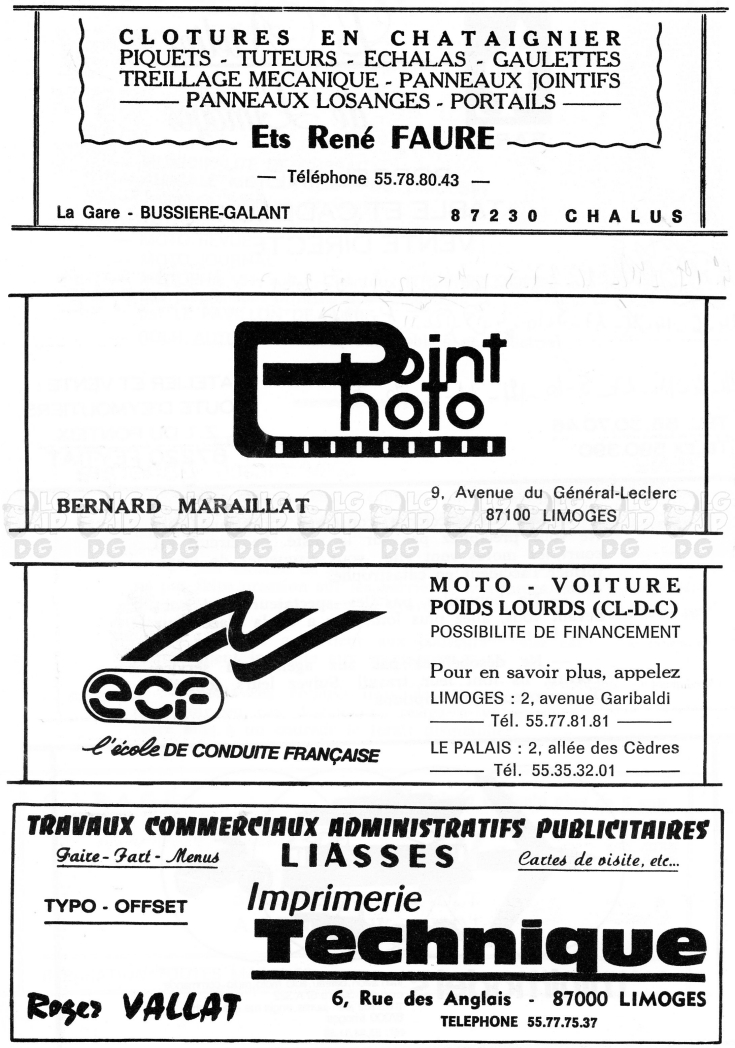 CLOTURES EN CHATAIGNIER
PIQUETS - TUTEURS - ECHALAS - GAULETTES
TREILLAGE MECANIQUE - PANNEAUX JOINTIFS
PANNEAUX LOSANGES - PORTAILS
Ets René FAURE
— Téléphone 55.78.80.43 —
La Gare - BUSSIERE-GALANT 87230 CHALUS
Point
Photo
BERNARD MARAILLAT
9, Avenue du Général-Leclerc
87100 LIMOGES
ecf
l'école DE CONDUITE FRANÇAISE
MOTO - VOITURE
POIDS LOURDS (CL-D-C)
POSSIBILITE DE FINANCEMENT
Pour en savoir plus, appelez
LIMOGES : 2, avenue Garibaldi
Tél. 55.77.81.81
LE PALAIS : 2, allée des Cèdres
Tél. 55.35.32.01
TRAVAUX COMMERCIAUX ADMINISTRATIFS PUBLICITAIRES
Faire-Part - Menus LIASSES Cartes de visite, etc...
TYPO - OFFSET
Imprimerie
Technique
Roger VALLAT
6, Rue des Anglais - 87000 LIMOGES
TELEPHONE 55.77.75.37